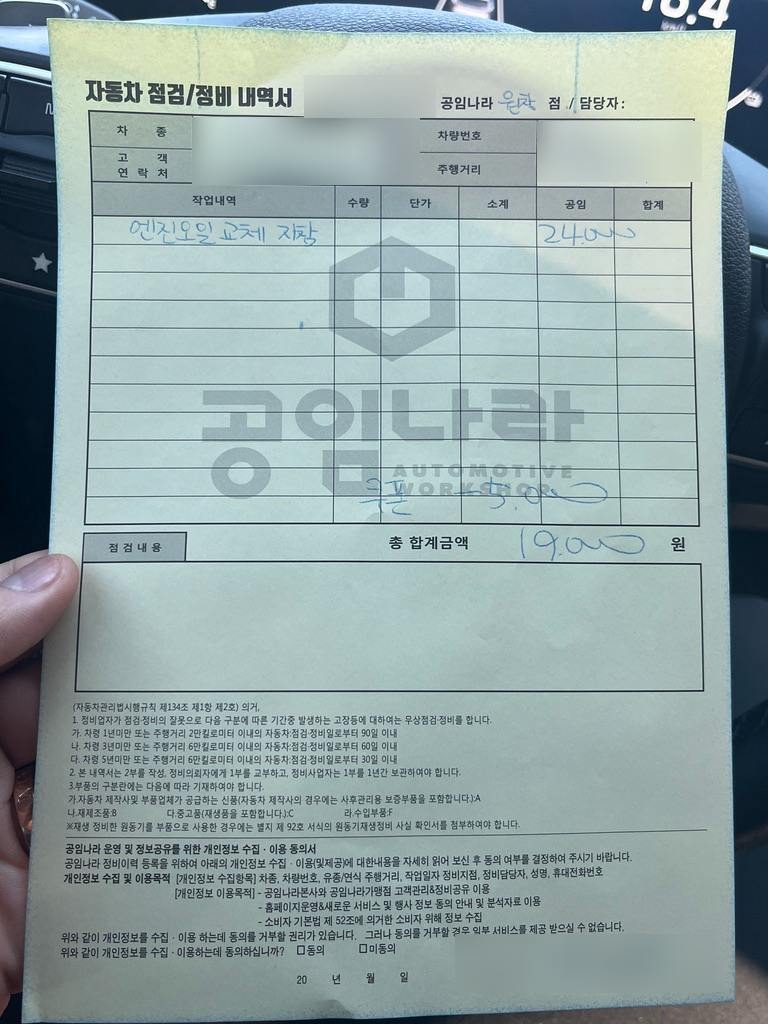 8.4
자동차 점검/정비 내역서
공임나라 원창 점 / 담당자:
차 종
차량번호
고 객
연 락 처
주행거리
작업내역 수량 단가 소계 공임 합계
엔진오일 교체 지참 24.000
공임나라
AUTOMOTIVE
WORKSHOP
쿠폰 -5.000
점 검 내 용
총 합계금액 19.000 원
(자동차관리법시행규칙 제134조 제1항 제2호) 의거,
1. 정비업자가 점검·정비의 잘못으로 다음 구분에 따른 기간중 발생하는 고장등에 대하여는 무상점검·정비를 합니다.
가. 차령 1년미만 또는 주행거리 2만킬로미터 이내의 자동차:점검·정비일로부터 90일 이내
나. 차령 3년미만 또는 주행거리 6만킬로미터 이내의 자동차:점검·정비일로부터 60일 이내
다. 차령 5년미만 또는 주행거리 6만킬로미터 이내의 자동차:점검·정비일로부터 30일 이내
2. 본 내역서는 2부를 작성, 정비의뢰자에게 1부를 교부하고, 정비사업자는 1부를 1년간 보관하여야 합니다.
3.부품의 구분란에는 다음에 따라 기재하여야 합니다.
가.자동차 제작사및 부품업체가 공급하는 신품(자동차 제작사의 경우에는 사후관리용 보증부품을 포함합니다.):A
나.재제조품:B 다:중고품(재생품을 포함합니다.):C 라.수입부품:F
※재생 정비한 원동기를 부품으로 사용한 경우에는 별지 제 92호 서식의 원동기재생정비 사실 확인서를 첨부하여야 합니다.
공임나라 운영 및 정보공유를 위한 개인정보 수집 · 이용 동의서
공임나라 정비이력 등록을 위하여 아래의 개인정보 수집 · 이용(및제공)에 대한내용을 자세히 읽어 보신 후 동의 여부를 결정하여 주시기 바랍니다.
개인정보 수집 및 이용목적 [개인정보 수집항목] 차종, 차량번호, 유종/연식 주행거리, 작업일자 정비지점, 정비담당자, 성명, 휴대전화번호
[개인정보 이용목적] - 공임나라본사와 공임나라가맹점 고객관리&정비공유 이용
- 홈페이지운영&새로운 서비스 및 행사 정보 동의 안내 및 분석자료 이용
- 소비자 기본법 제 52조에 의거한 소비자 위해 정보 수집
위와 같이 개인정보를 수집 · 이용 하는데 동의를 거부할 권리가 있습니다. 그러나 동의를 거부할 경우 일부 서비스를 제공 받으실 수 없습니다.
위와 같이 개인정보를 수집 · 이용하는데 동의하십니까? □동의 □미동의
20 년 월 일